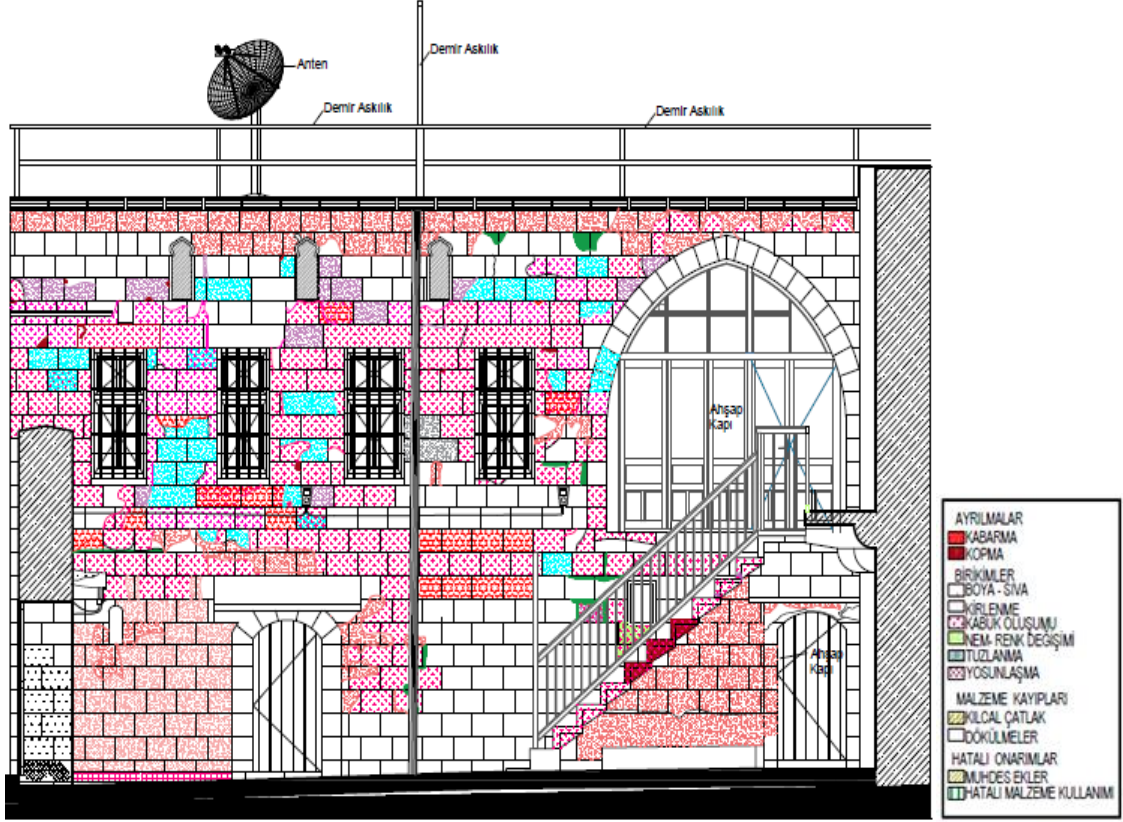 Demir Askılık
Anten
Demir Askılık
Demir Askılık
Ahşap
Kapı
Ahşap
Kapı
AYRILMALAR
KABARMA
KOPMA
BİRİKİMLER
BOYA - SIVA
KİRLENME
KABUK OLUŞUMU
NEM- RENK DEĞİŞİMİ
TUZLANMA
YOSUNLAŞMA
MALZEME KAYIPLARI
KILCAL ÇATLAK
DÖKÜLMELER
HATALI ONARIMLAR
MUHDES EKLER
HATALI MALZEME KULLANIMI